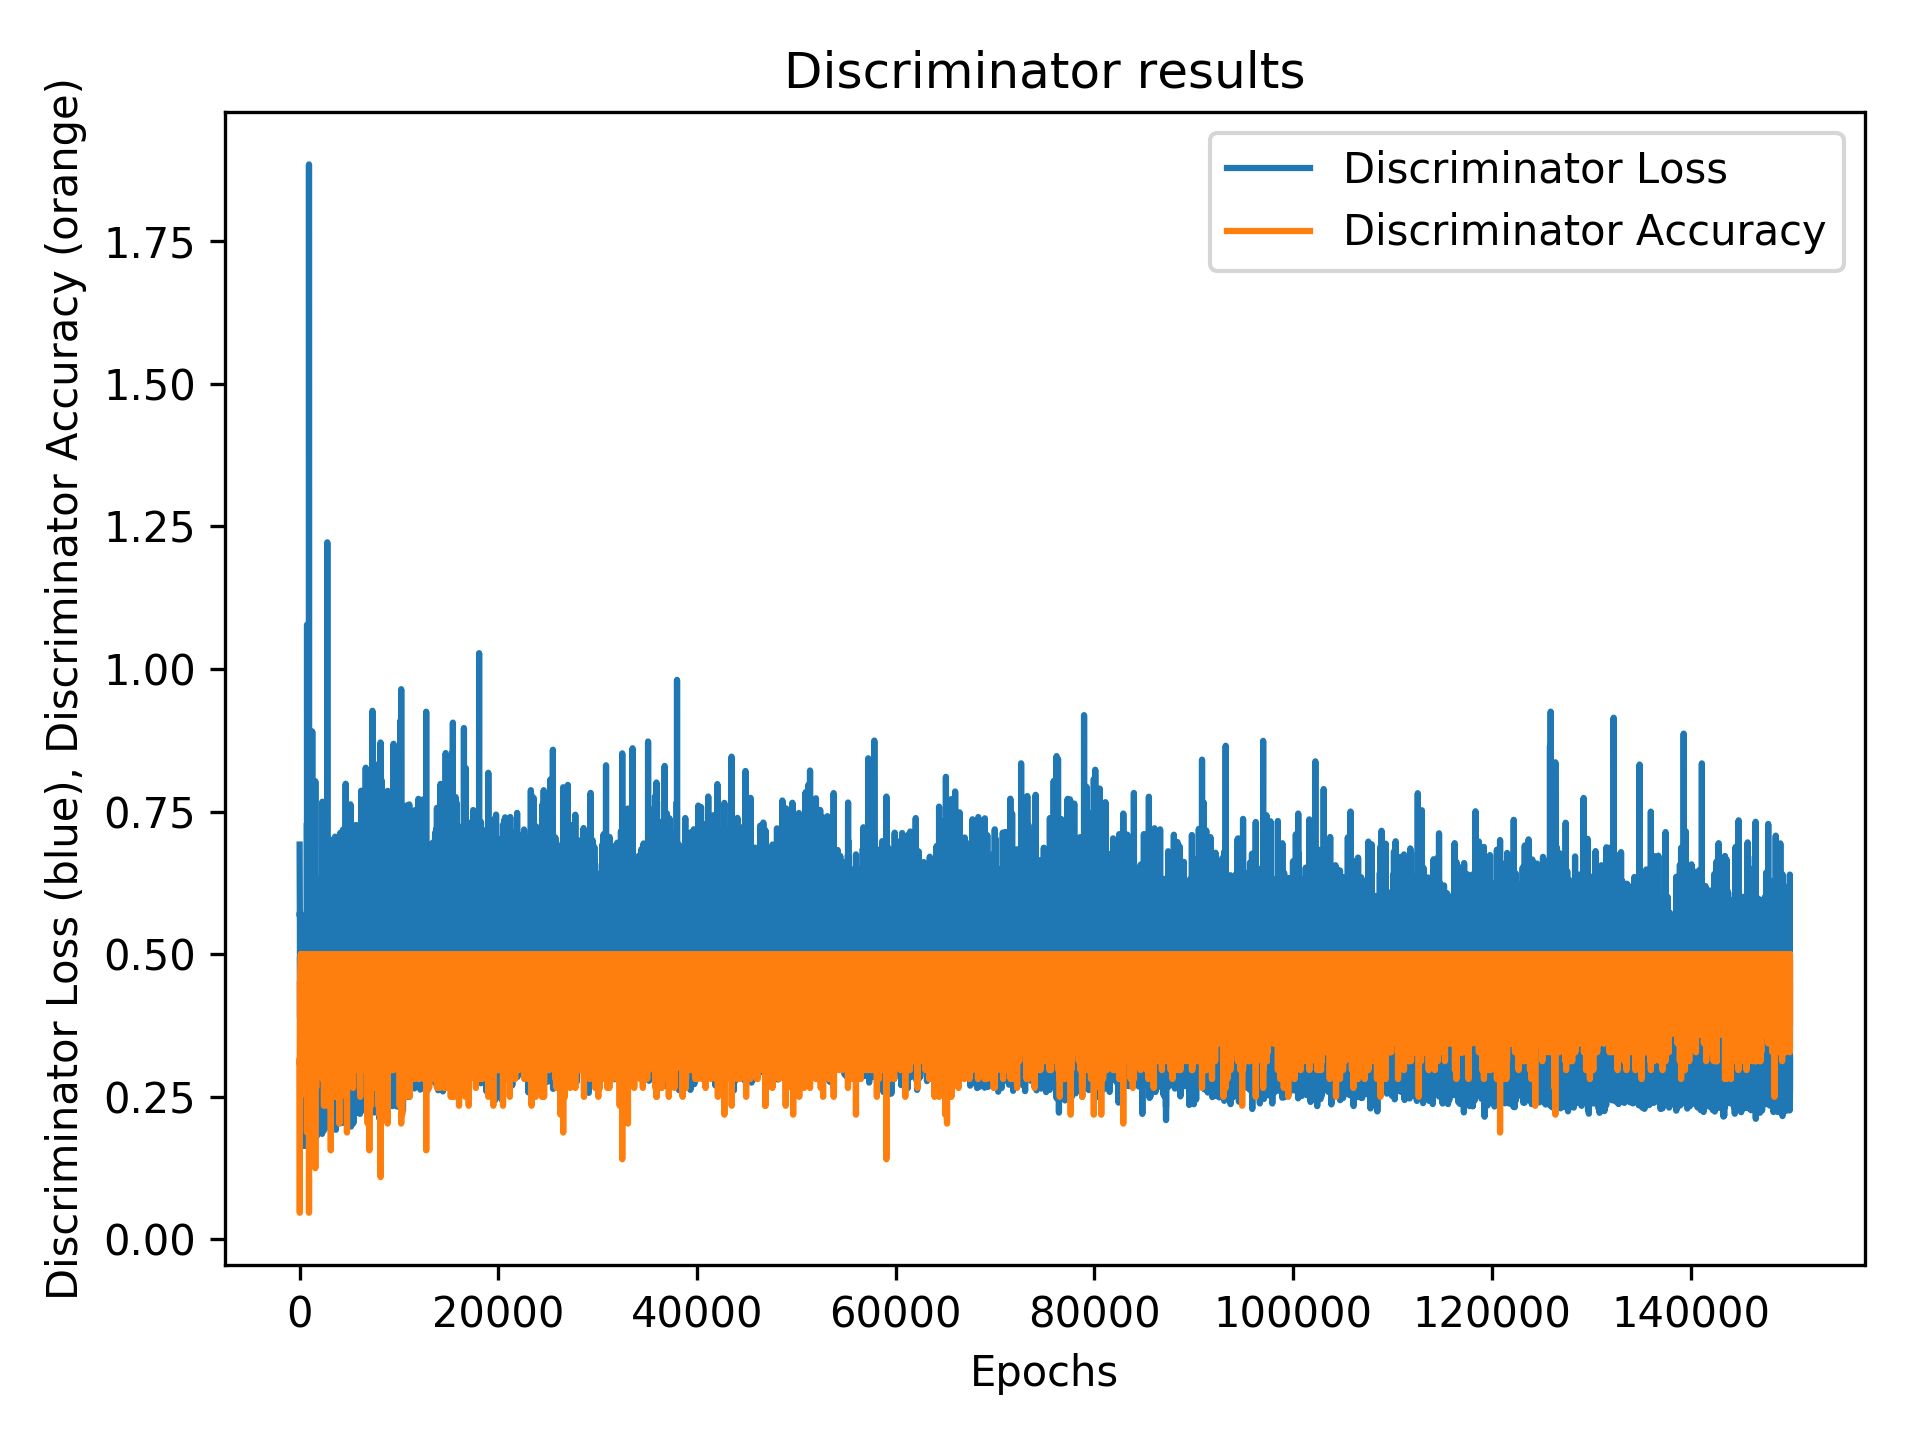 Discriminator results
Discriminator Loss (blue), Discriminator Accuracy (orange)
Discriminator Loss
Discriminator Accuracy
1.75
1.50
1.25
1.00
0.75
0.50
0.25
0.00
0 20000 40000 60000 80000 100000 120000 140000
Epochs